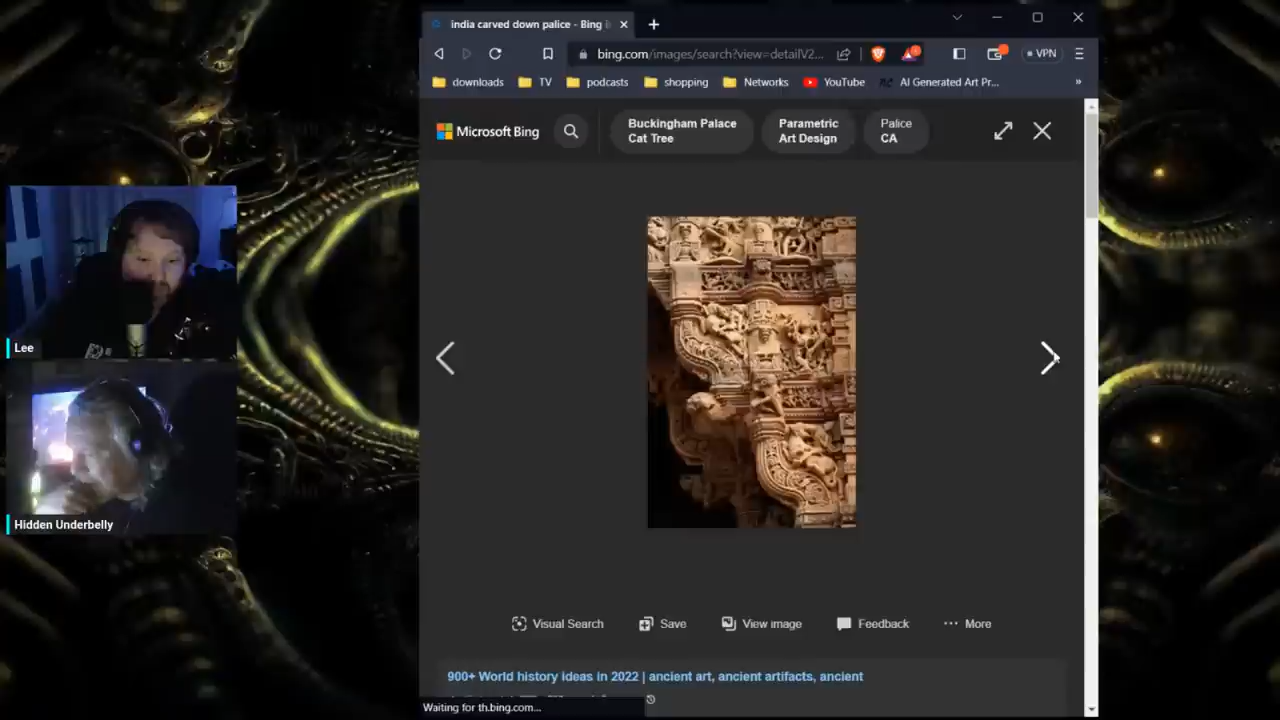 india carved down palice - Bing i
bing.com/images/search?view=detailV2...
VPN
downloads
TV
podcasts
shopping
Networks
YouTube
AI Generated Art Pr...
»
Microsoft Bing
Buckingham Palace
Cat Tree
Parametric
Art Design
Palice
CA
Lee
Hidden Underbelly
Visual Search
Save
View image
Feedback
More
900+ World history ideas in 2022 | ancient art, ancient artifacts, ancient
Waiting for th.bing.com...